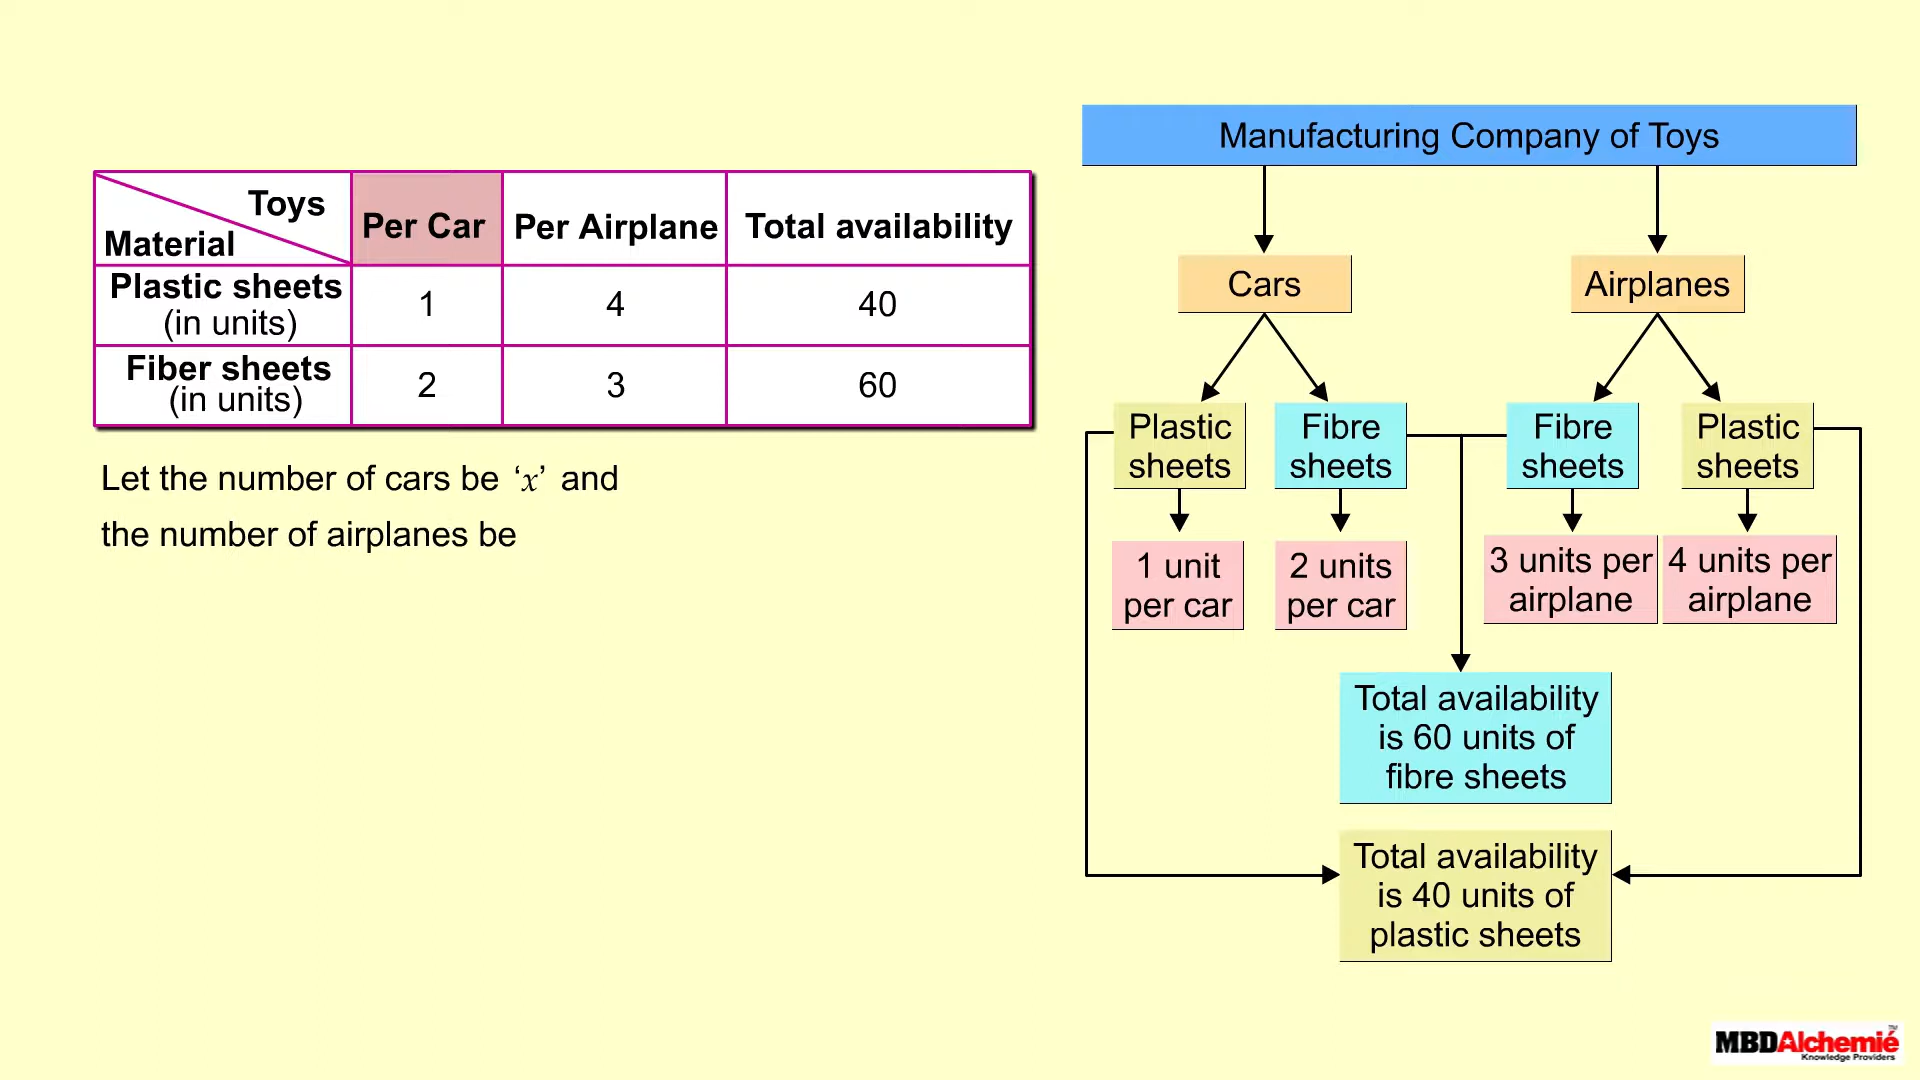 Manufacturing Company of Toys
Toys
Material
Per Car
Per Airplane
Total availability
Plastic sheets
(in units)
1
4
40
Fiber sheets
(in units)
2
3
60
Let the number of cars be ‘x’ and
the number of airplanes be
Cars
Airplanes
Plastic
sheets
Fibre
sheets
Fibre
sheets
Plastic
sheets
1 unit
per car
2 units
per car
3 units per
airplane
4 units per
airplane
Total availability
is 60 units of
fibre sheets
Total availability
is 40 units of
plastic sheets
MBDAlchemié™
Knowledge Providers